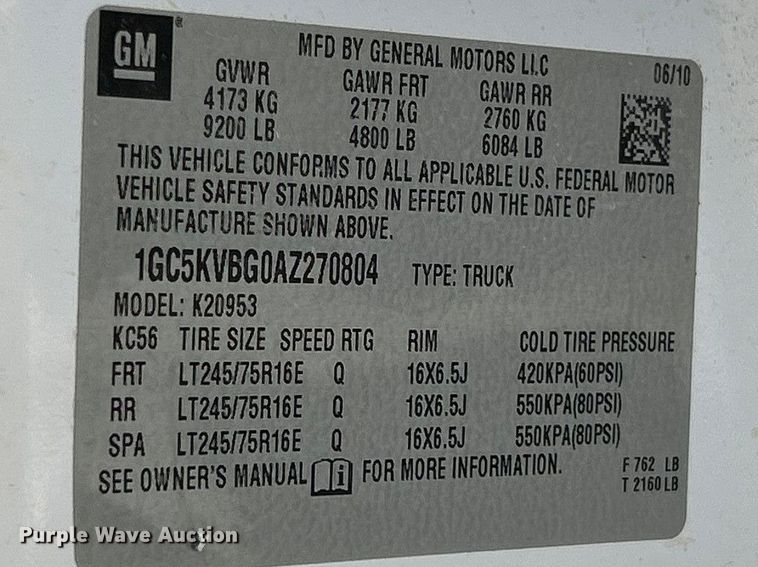 GM
MFD BY GENERAL MOTORS LLC
06/10
GVWR GAWR FRT GAWR RR
4173 KG 2177 KG 2760 KG
9200 LB 4800 LB 6084 LB
THIS VEHICLE CONFORMS TO ALL APPLICABLE U.S. FEDERAL MOTOR
VEHICLE SAFETY STANDARDS IN EFFECT ON THE DATE OF
MANUFACTURE SHOWN ABOVE.
1GC5KVBG0AZ270804 TYPE: TRUCK
MODEL: K20953
KC56 TIRE SIZE SPEED RTG RIM COLD TIRE PRESSURE
FRT LT245/75R16E Q 16X6.5J 420KPA(60PSI)
RR LT245/75R16E Q 16X6.5J 550KPA(80PSI)
SPA LT245/75R16E Q 16X6.5J 550KPA(80PSI)
SEE OWNER'S MANUAL i FOR MORE INFORMATION.
F 762 LB
T 2160 LB
Purple Wave Auction